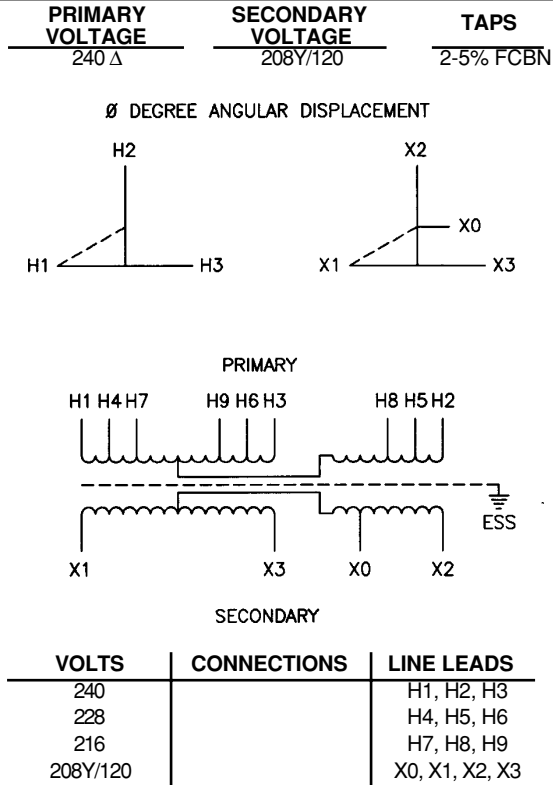 PRIMARY VOLTAGE SECONDARY VOLTAGE TAPS
240 Δ 208Y/120 2-5% FCBN
Ø DEGREE ANGULAR DISPLACEMENT
H2 X2
X0
H1 H3 X1 X3
PRIMARY
H1 H4 H7 H9 H6 H3 H8 H5 H2
ESS
X1 X3 X0 X2
SECONDARY
VOLTS CONNECTIONS LINE LEADS
240 H1, H2, H3
228 H4, H5, H6
216 H7, H8, H9
208Y/120 X0, X1, X2, X3